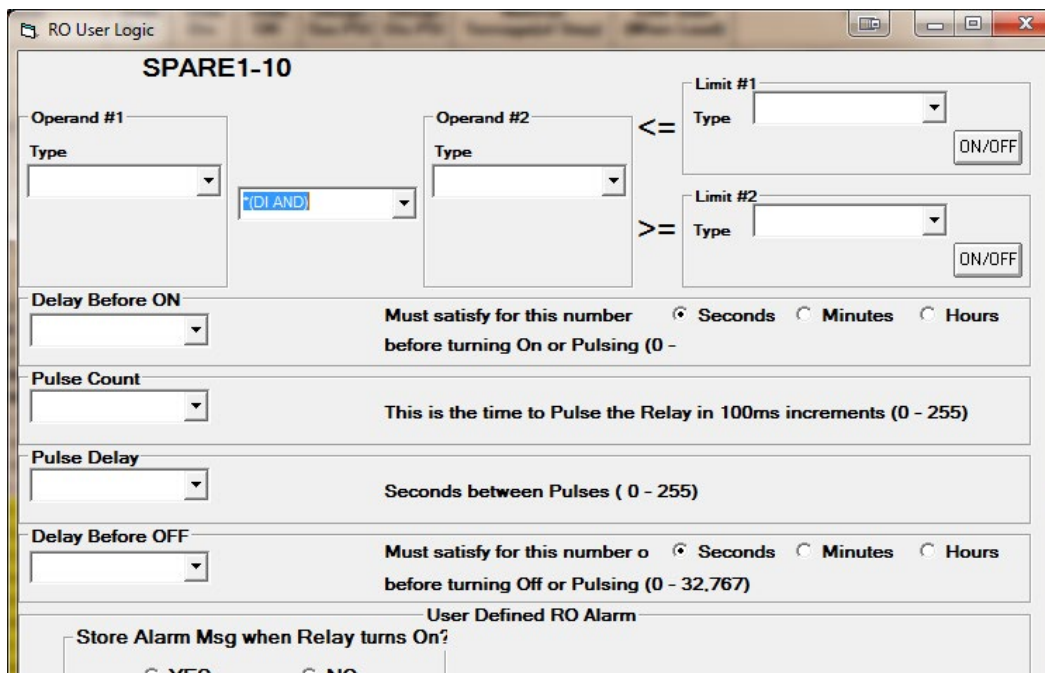 RO User Logic
SPARE1-10
Operand #1
Type
*(DI AND)
Operand #2
Type
<=
Limit #1
Type
ON/OFF
>=
Limit #2
Type
ON/OFF
Delay Before ON
Must satisfy for this number Seconds Minutes Hours
before turning On or Pulsing (0 -
Pulse Count
This is the time to Pulse the Relay in 100ms increments (0 - 255)
Pulse Delay
Seconds between Pulses ( 0 - 255)
Delay Before OFF
Must satisfy for this number o Seconds Minutes Hours
before turning Off or Pulsing (0 - 32,767)
User Defined RO Alarm
Store Alarm Msg when Relay turns On?
YES NO